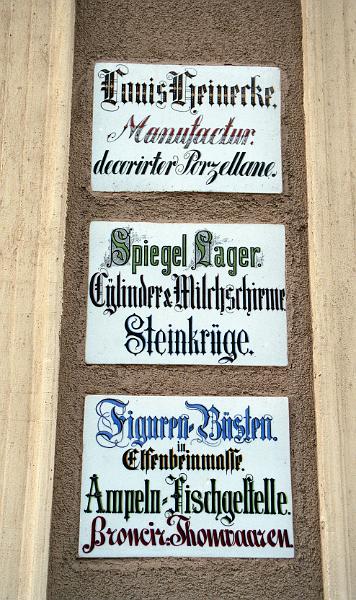 Louis Heinecke.
Manufactur.
decorirter Porzellane.
Spiegel Lager.
Cylinder & Milchschirme
Steinkrüge.
Figuren-Büsten.
in
Elfenbeinmasse.
Ampeln-Fischgestelle.
Broncir-Thonwaaren.